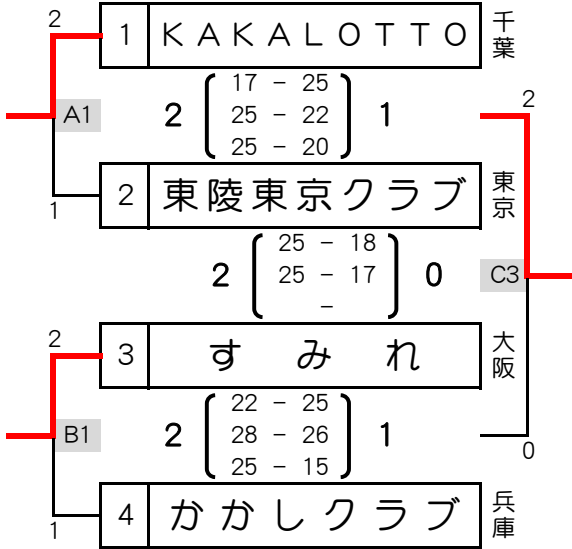 2
1 KAKALOTTO 千葉
A1 2 17 - 25 1 2
25 - 22
25 - 20
1 2 東陵東京クラブ 東京
2 25 - 18 0 C3
25 - 17
-
2 3 すみれ 大阪
B1 2 22 - 25 1
28 - 26
25 - 15 0
1 4 かかしクラブ 兵庫